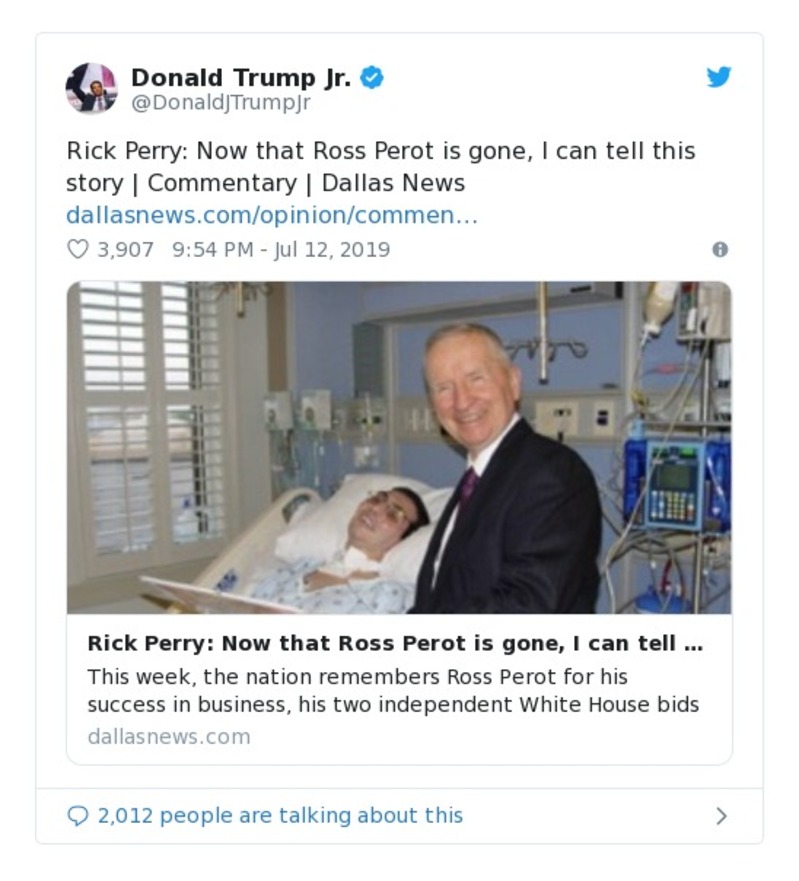 Donald Trump Jr.
@DonaldJTrumpJr
Rick Perry: Now that Ross Perot is gone, I can tell this
story | Commentary | Dallas News
dallasnews.com/opinion/commen…
3,907 9:54 PM - Jul 12, 2019
Rick Perry: Now that Ross Perot is gone, I can tell ...
This week, the nation remembers Ross Perot for his
success in business, his two independent White House bids
dallasnews.com
2,012 people are talking about this